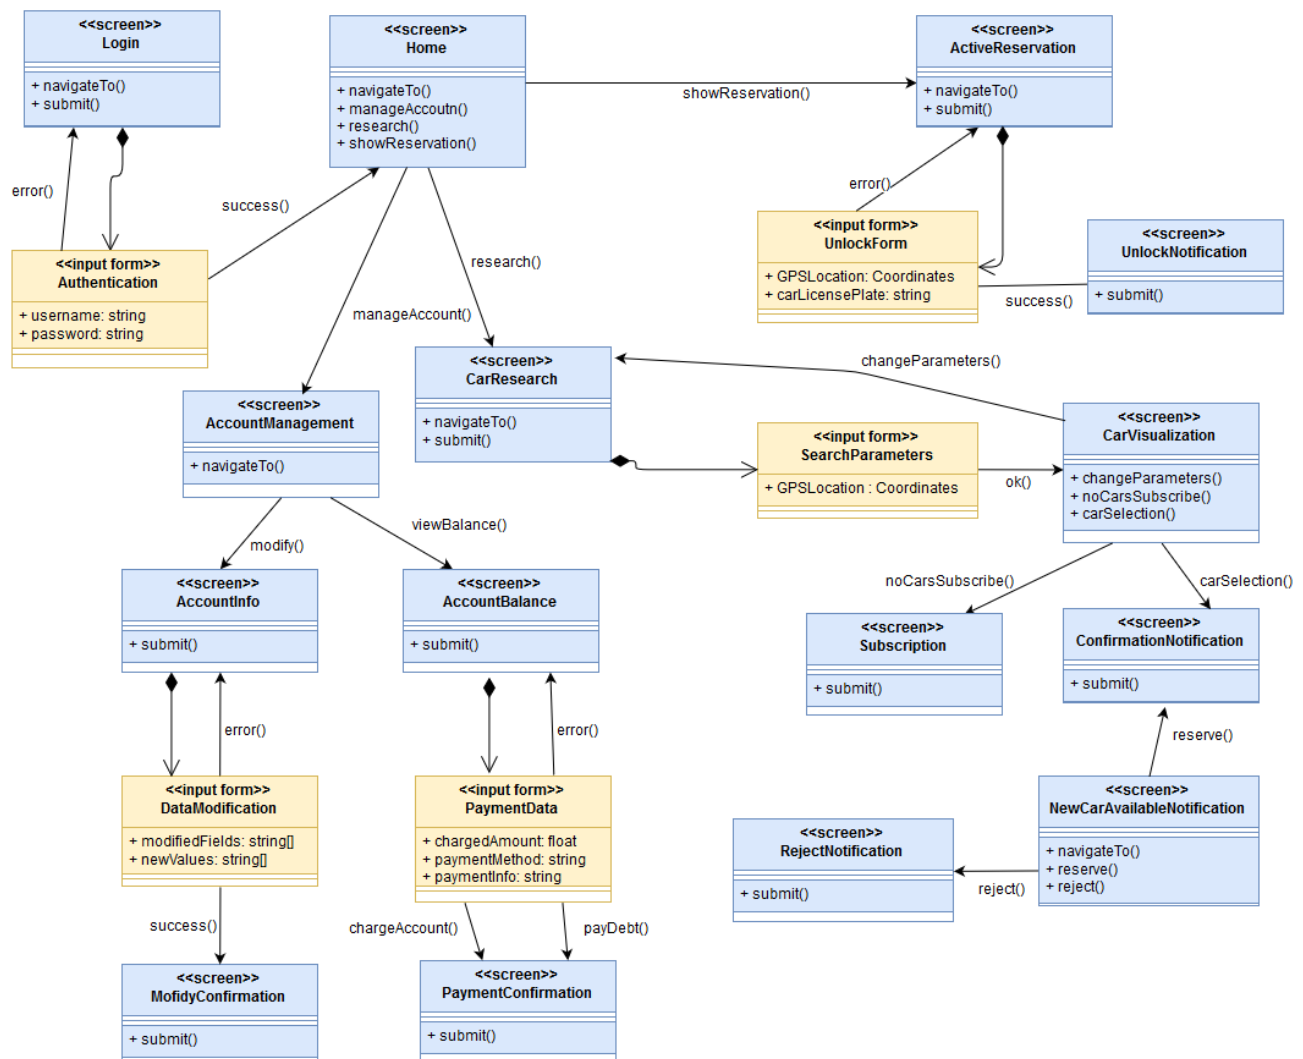 <<screen>>
Login
+ navigateTo()
+ submit()
<<screen>>
Home
+ navigateTo()
+ manageAccoutn()
+ research()
+ showReservation()
showReservation()
<<screen>>
ActiveReservation
+ navigateTo()
+ submit()
error()
success()
error()
<<input form>>
Authentication
+ username: string
+ password: string
research()
manageAccount()
<<input form>>
UnlockForm
+ GPSLocation: Coordinates
+ carLicensePlate: string
success()
<<screen>>
UnlockNotification
+ submit()
<<screen>>
CarResearch
+ navigateTo()
+ submit()
changeParameters()
<<screen>>
AccountManagement
+ navigateTo()
<<input form>>
SearchParameters
+ GPSLocation : Coordinates
ok()
<<screen>>
CarVisualization
+ changeParameters()
+ noCarsSubscribe()
+ carSelection()
modify()
viewBalance()
noCarsSubscribe()
carSelection()
<<screen>>
AccountInfo
+ submit()
<<screen>>
AccountBalance
+ submit()
<<screen>>
Subscription
+ submit()
<<screen>>
ConfirmationNotification
+ submit()
error()
error()
reserve()
<<input form>>
DataModification
+ modifiedFields: string[]
+ newValues: string[]
<<input form>>
PaymentData
+ chargedAmount: float
+ paymentMethod: string
+ paymentInfo: string
<<screen>>
RejectNotification
+ submit()
reject()
<<screen>>
NewCarAvailableNotification
+ navigateTo()
+ reserve()
+ reject()
success()
chargeAccount()
payDebt()
<<screen>>
MofidyConfirmation
+ submit()
<<screen>>
PaymentConfirmation
+ submit()